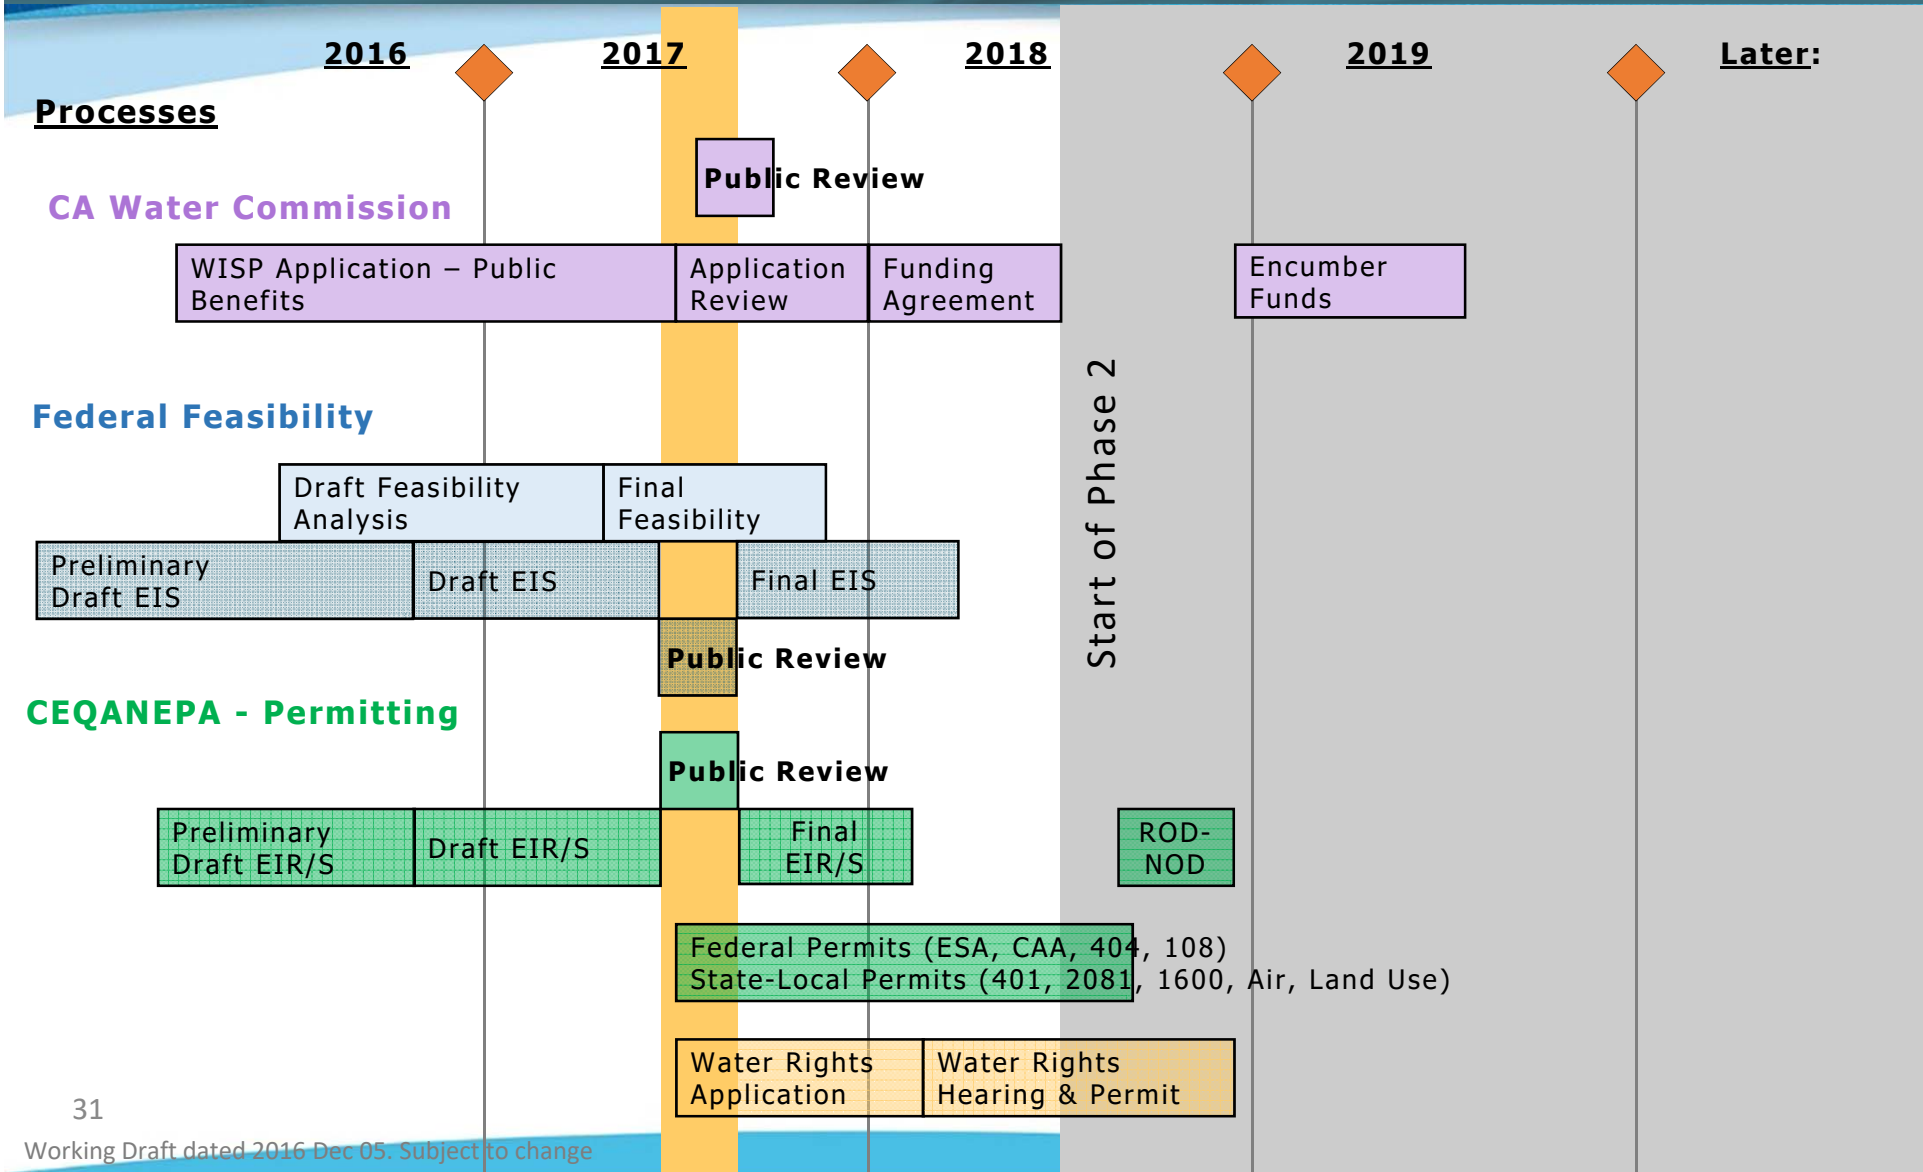 2016
2017
2018
2019
Later:
Processes
Public Review
CA Water Commission
WISP Application – Public
Benefits
Application
Review
Funding
Agreement
Encumber
Funds
Start of Phase 2
Federal Feasibility
Draft Feasibility
Analysis
Final
Feasibility
Preliminary
Draft EIS
Draft EIS
Final EIS
Public Review
CEQANEPA - Permitting
Public Review
Preliminary
Draft EIR/S
Draft EIR/S
Final
EIR/S
ROD-
NOD
Federal Permits (ESA, CAA, 404, 108)
State-Local Permits (401, 2081, 1600, Air, Land Use)
Water Rights
Application
Water Rights
Hearing & Permit
31
Working Draft dated 2016 Dec 05. Subject to change